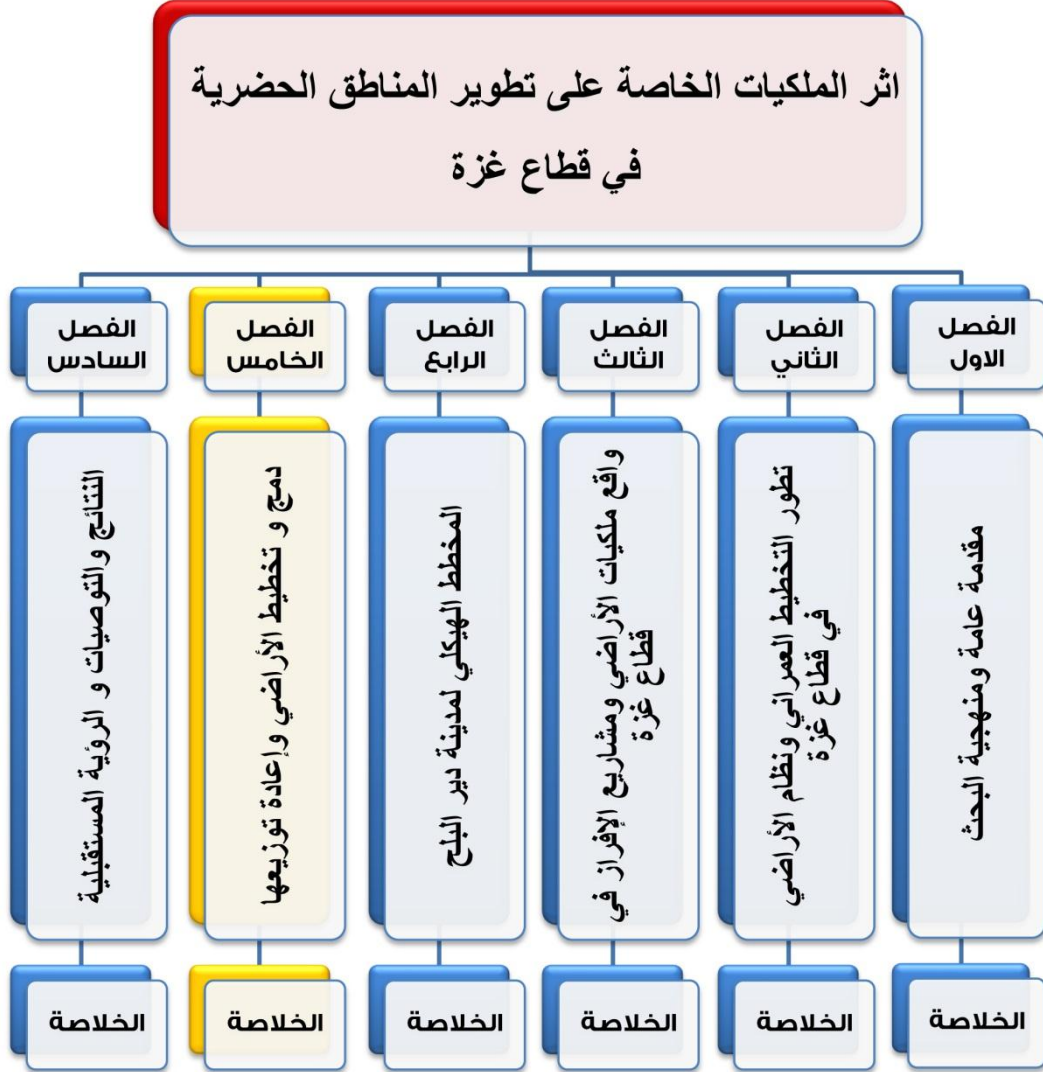 اثر الملكيات الخاصة على تطوير المناطق الحضرية
في قطاع غزة
الفصل
الاول
الفصل
الثاني
الفصل
الثالث
الفصل
الرابع
الفصل
الخامس
الفصل
السادس
مقدمة عامة ومنهجية البحث
تطور التخطيط العمراني ونظام الأراضي
في قطاع غزة
واقع ملكيات الأراضي ومشاريع الإفراز في
قطاع غزة
المخطط الهيكلي لمدينة دير البلح
دمج و تخطيط الأراضي وإعادة توزيعها
النتائج والتوصيات و الرؤية المستقبلية
الخلاصة
الخلاصة
الخلاصة
الخلاصة
الخلاصة
الخلاصة